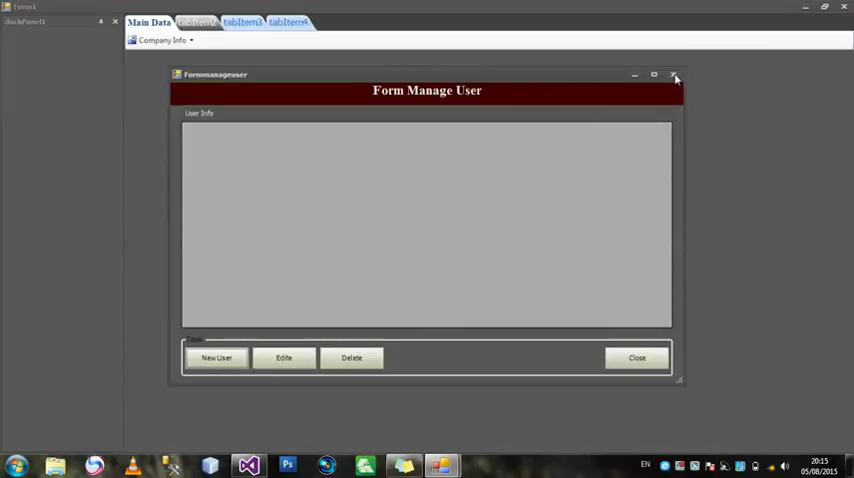 Form1
dockPanel1
Main Data tabItem2 tabItem3 tabItem4
Company Info
Formmanageuser
Form Manage User
User Info
New User Edite Delete Close
Ps
EN
20:15
05/08/2015